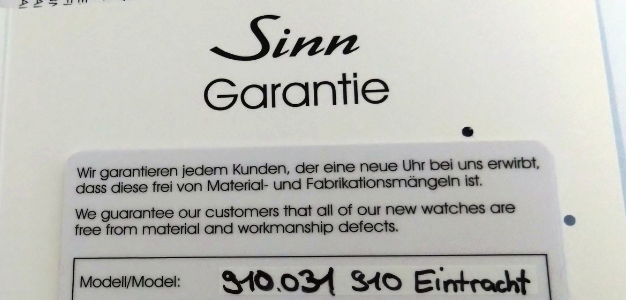 Sinn
Garantie
Wir garantieren jedem Kunden, der eine neue Uhr bei uns erwirbt,
dass diese frei von Material- und Fabrikationsmängeln ist.
We guarantee our customers that all of our new watches are
free from material and workmanship defects.
Modell/Model: 910.031 910 Eintracht